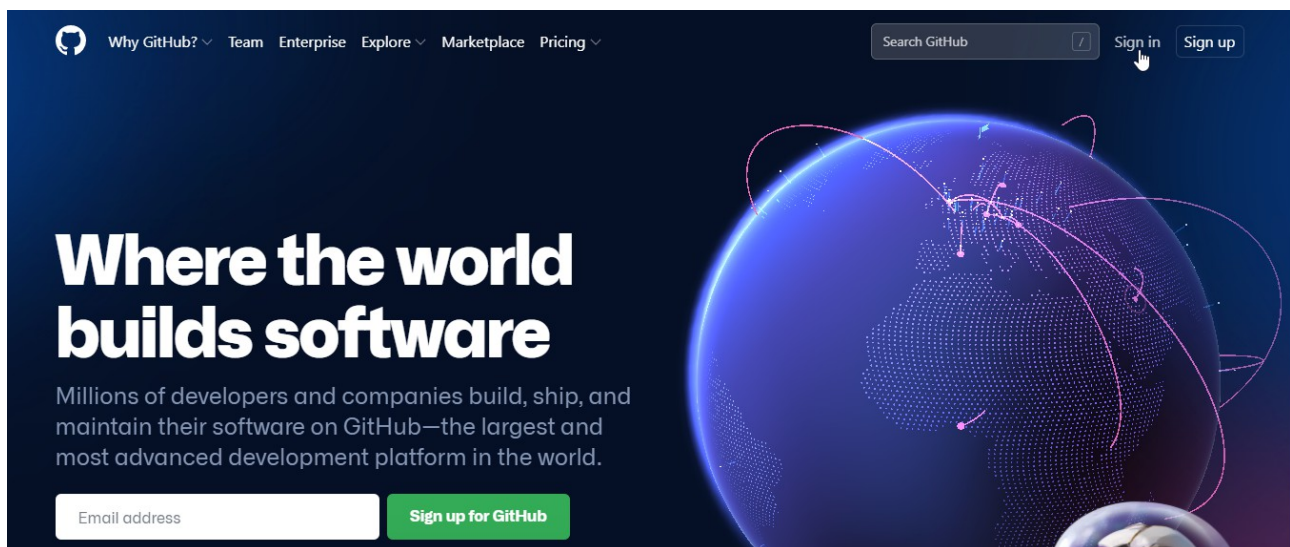 Why GitHub? Team Enterprise Explore Marketplace Pricing Search GitHub / Sign in Sign up
Where the world
builds software
Millions of developers and companies build, ship, and
maintain their software on GitHub—the largest and
most advanced development platform in the world.
Email address Sign up for GitHub